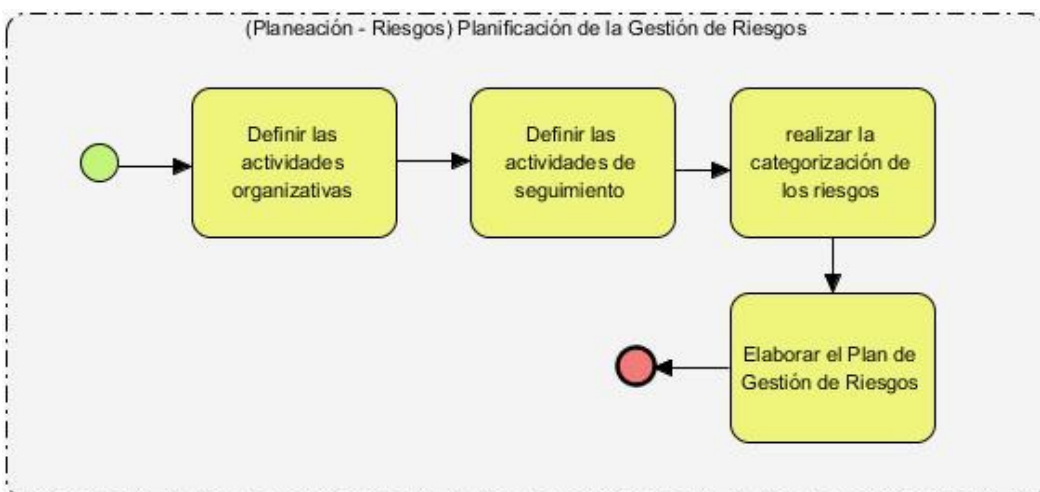 (Planeación - Riesgos) Planificación de la Gestión de Riesgos
Definir las
actividades
organizativas
Definir las
actividades de
seguimiento
realizar la
categorización de
los riesgos
Elaborar el Plan de
Gestión de Riesgos